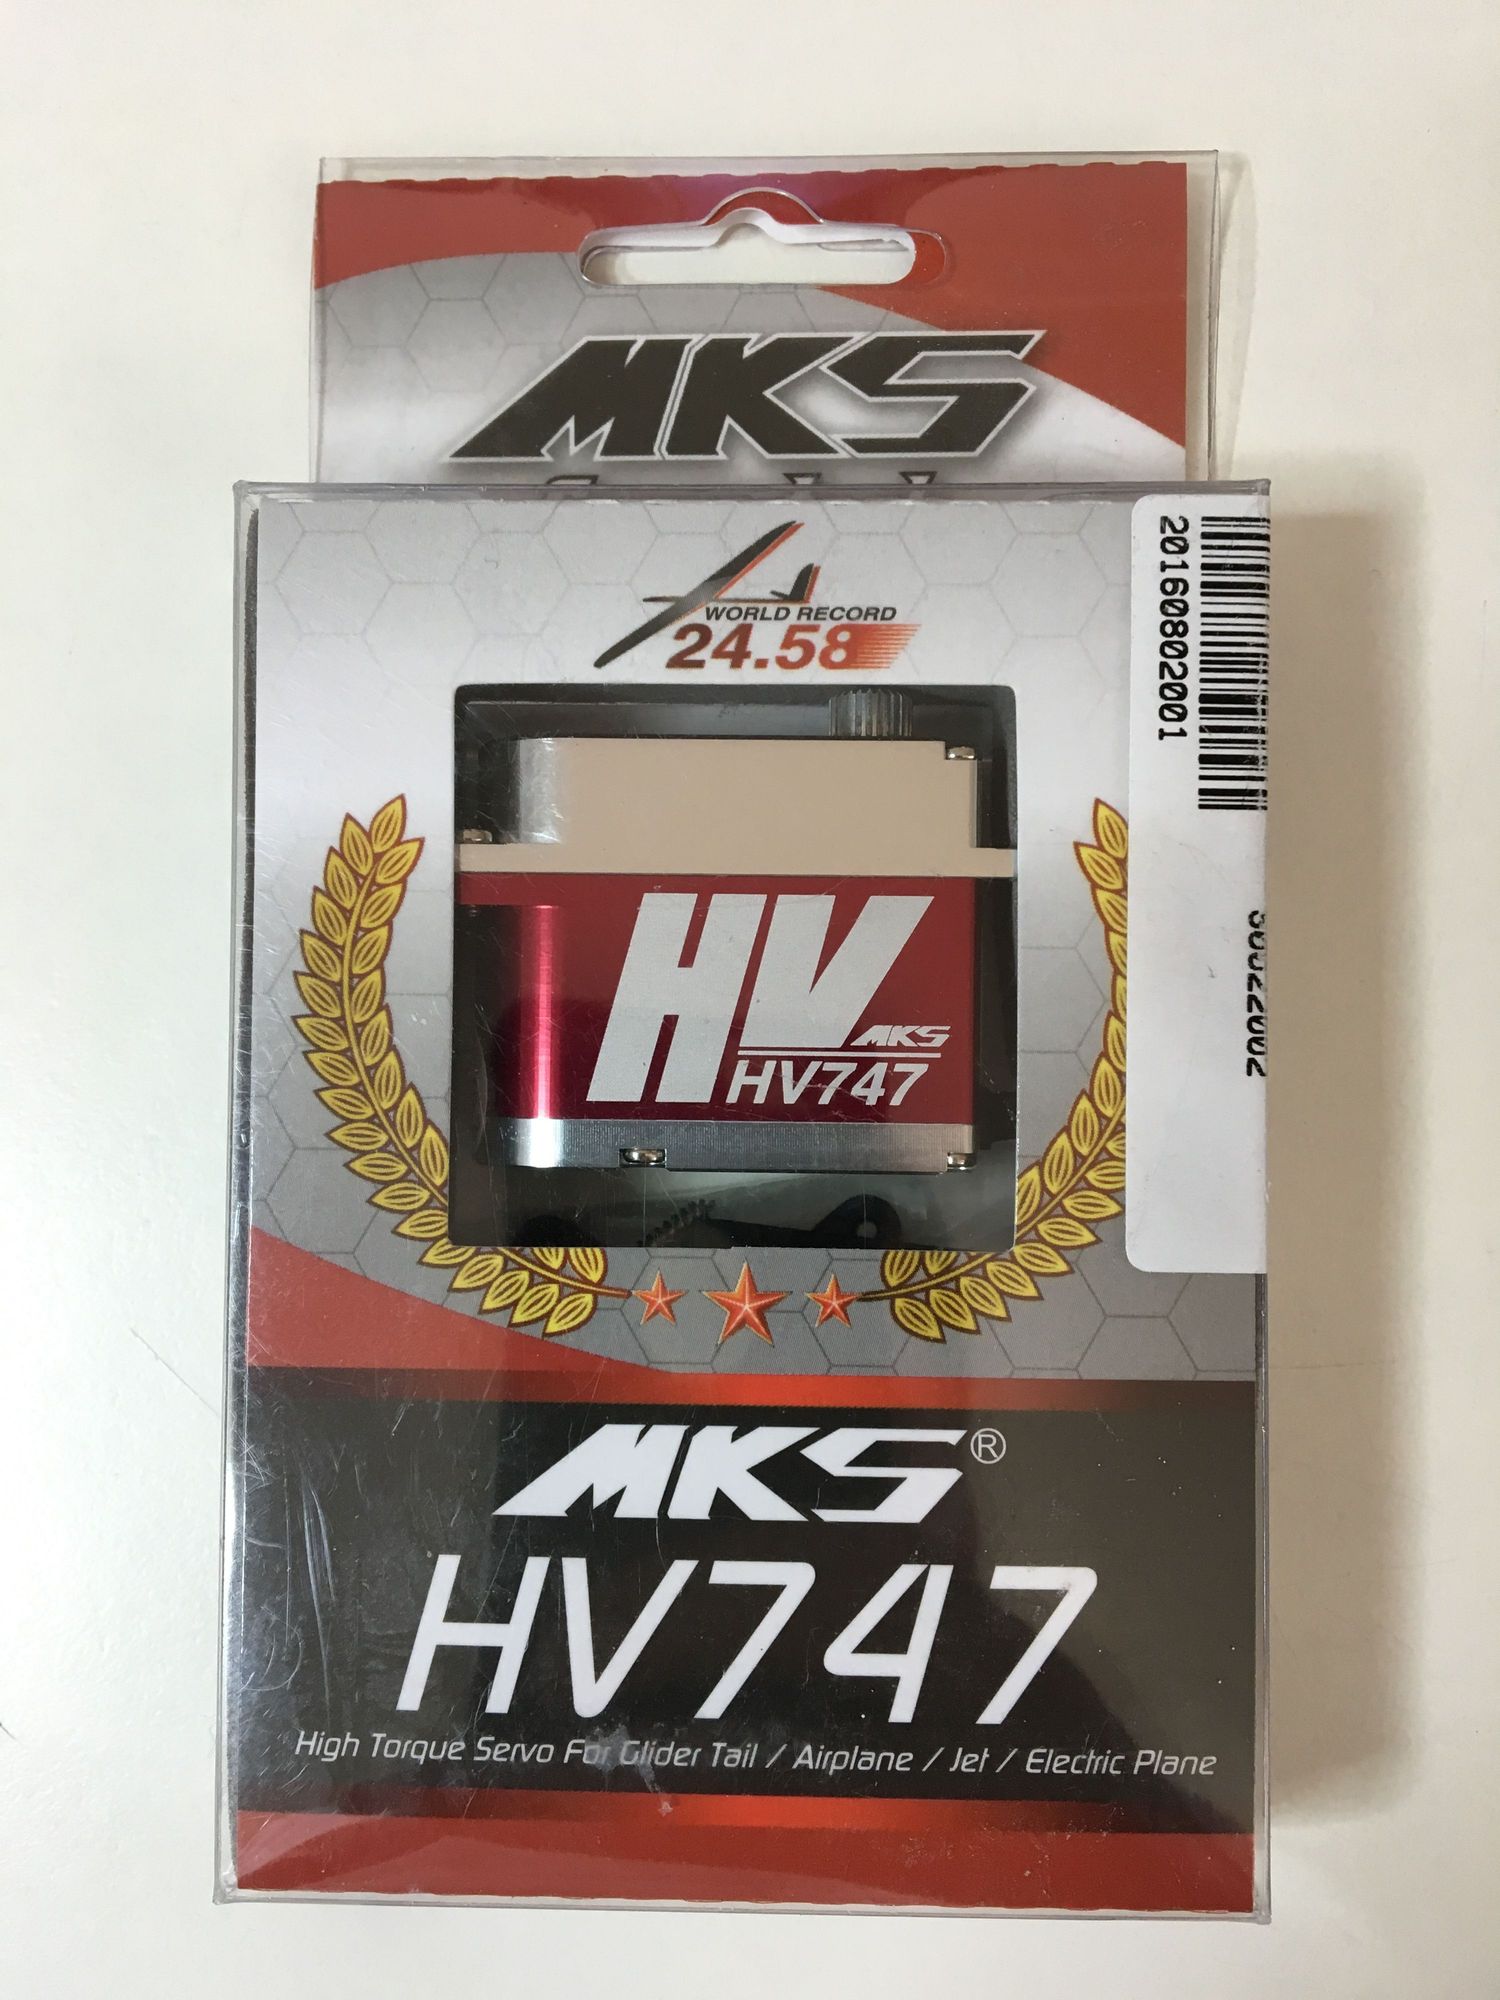 MKS
WORLD RECORD
24.58
20160802001
HV
MKS
HV747
MKS®
HV747
High Torque Servo For Glider Tail / Airplane / Jet / Electric Plane